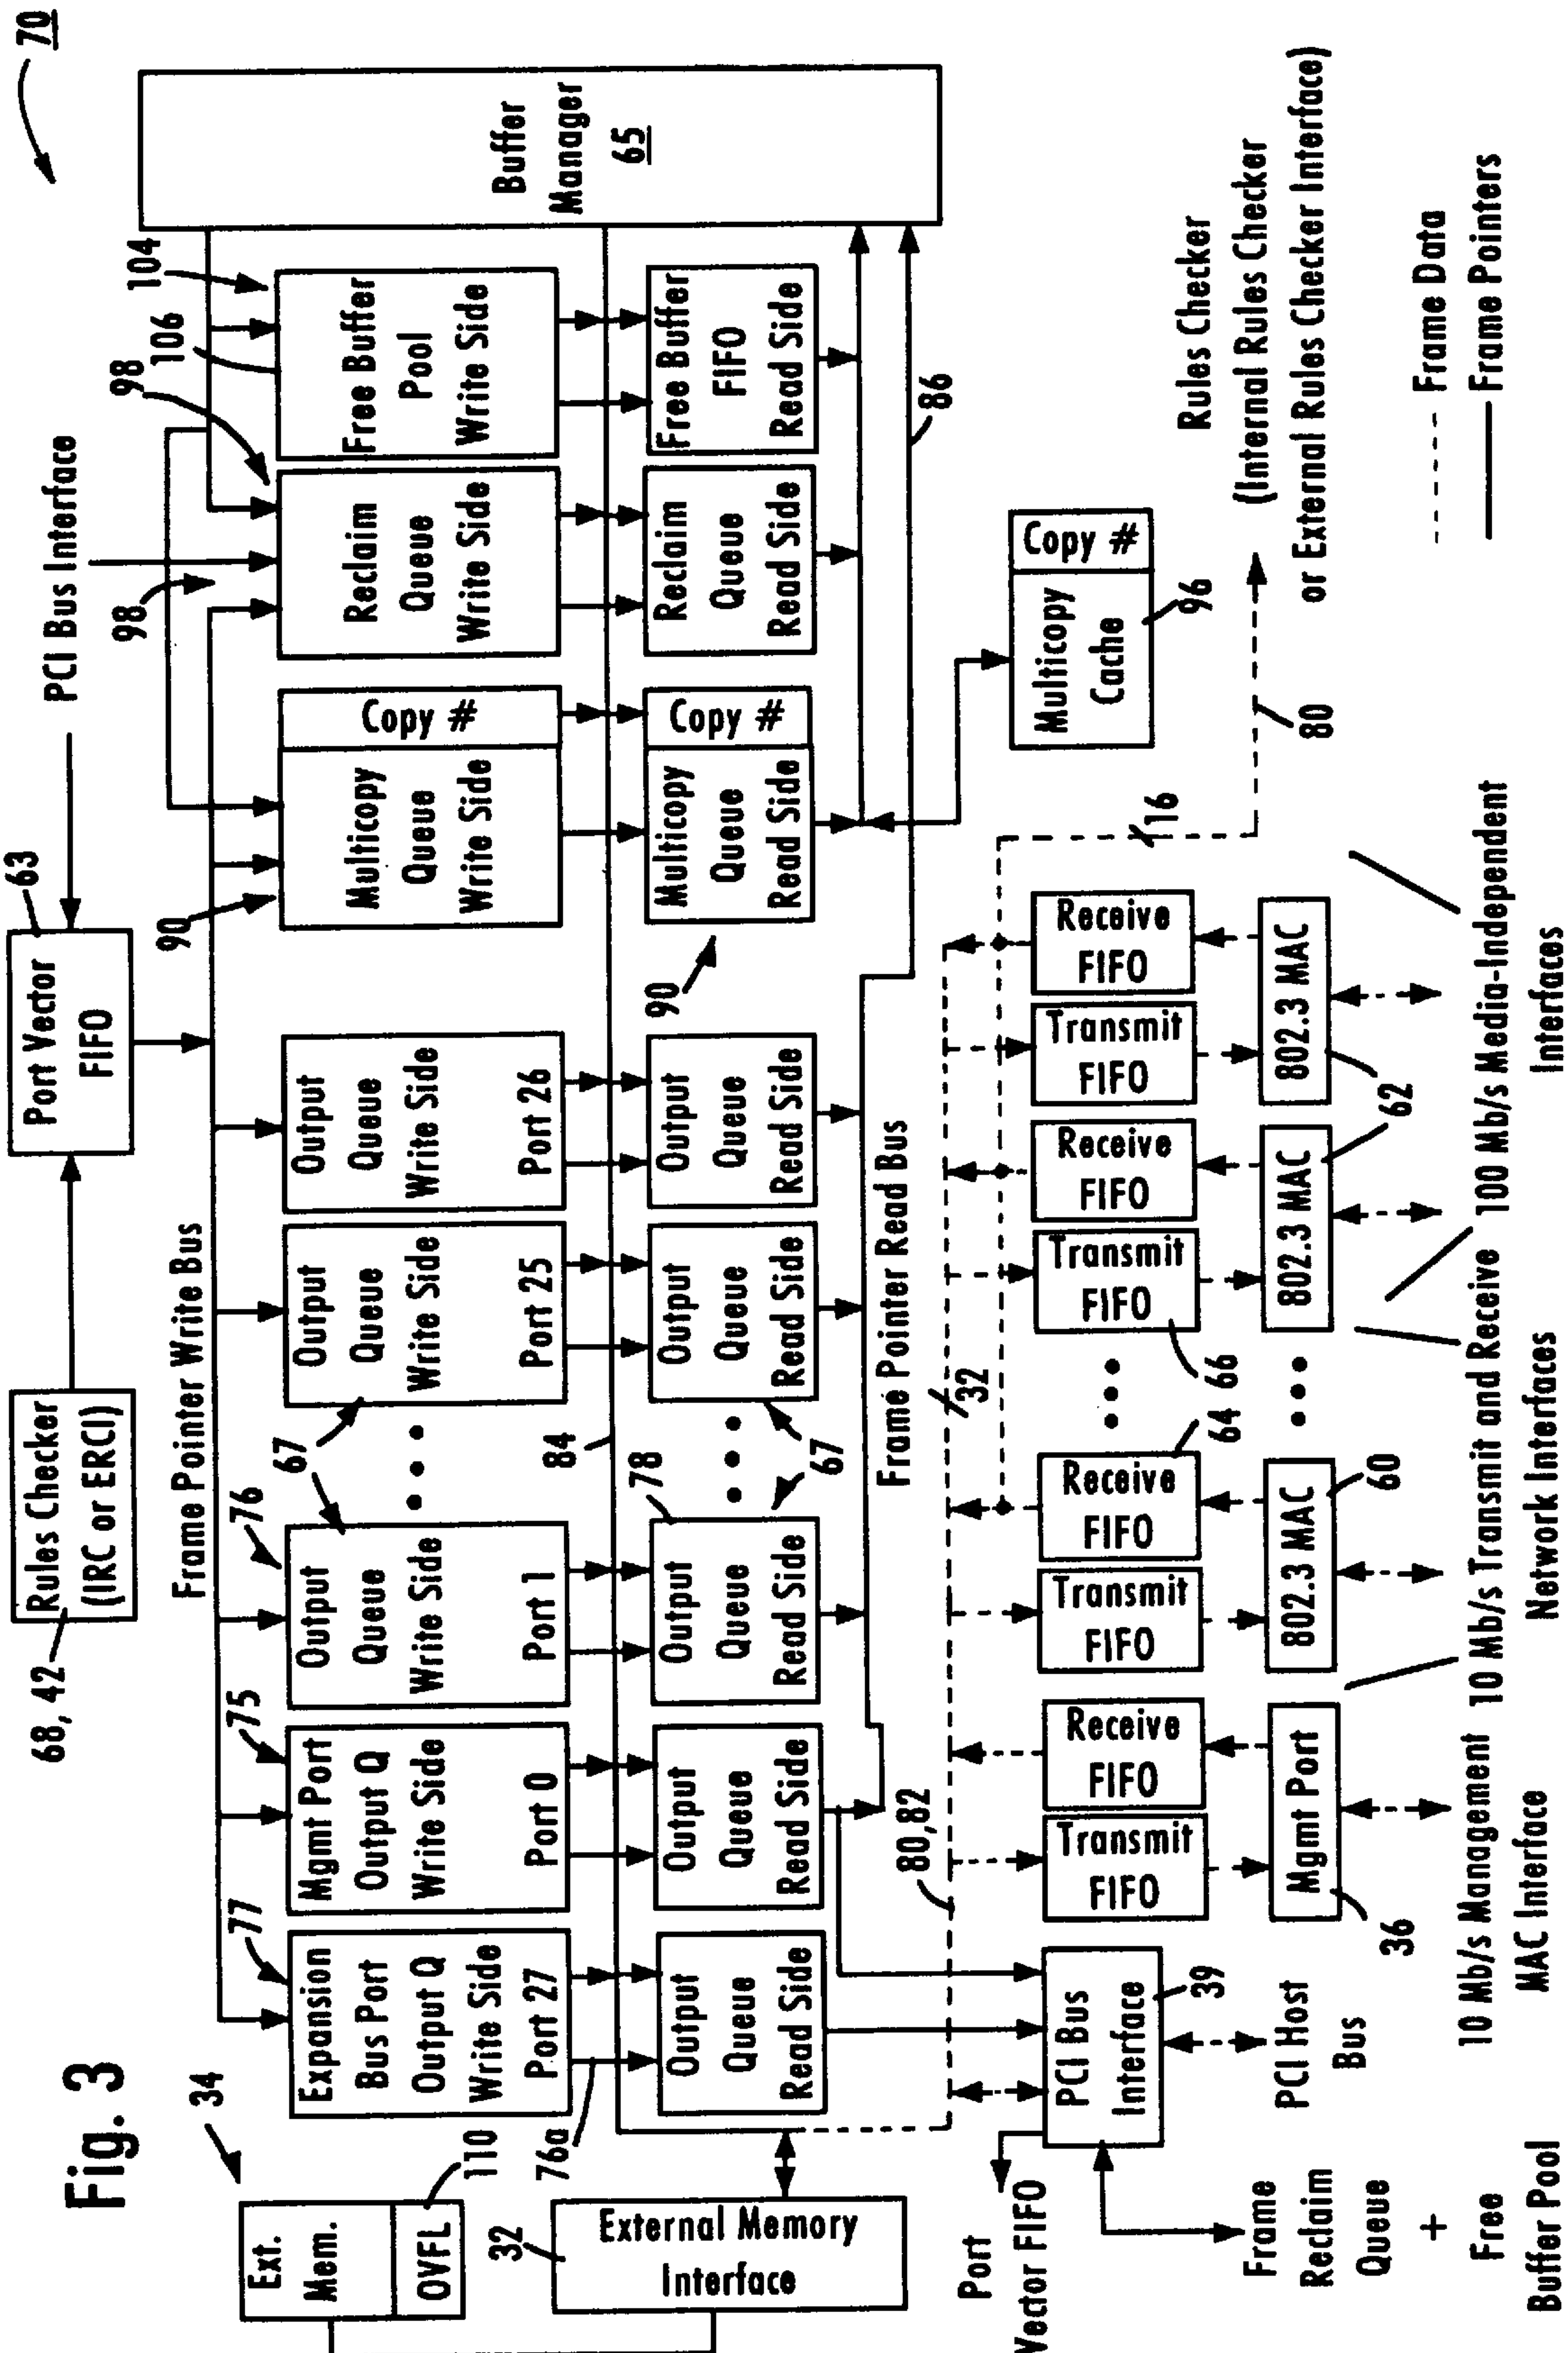 Fig. 3
70
68, 42
Rules Checker
(IRC or ERCI)
63
Port Vector
FIFO
PCI Bus Interface
34
Ext.
Mem.
OVFL
110
Frame Pointer Write Bus
77
75
76
67
90
98
98
106
104
Expansion
Bus Port
Output Q
Write Side
Port 27
Mgmt Port
Output Q
Write Side
Port 0
Output
Queue
Write Side
Port 1
Output
Queue
Write Side
Port 25
Output
Queue
Write Side
Port 26
Multicopy
Queue
Write Side
Copy #
Reclaim
Queue
Write Side
Free Buffer
Pool
Write Side
Buffer
Manager
65
76a
84
32
External Memory
Interface
Output
Queue
Read Side
Output
Queue
Read Side
78
Output
Queue
Read Side
67
Output
Queue
Read Side
Output
Queue
Read Side
90
Multicopy
Queue
Read Side
Copy #
Reclaim
Queue
Read Side
Free Buffer
FIFO
Read Side
Frame Pointer Read Bus
86
80,82
32
16
80
Multicopy
Cache
Copy #
96
Port
Vector FIFO
PCI Bus
Interface
39
Transmit
FIFO
Receive
FIFO
Transmit
FIFO
Receive
FIFO
64
66
Transmit
FIFO
Receive
FIFO
Transmit
FIFO
Receive
FIFO
Mgmt Port
36
802.3 MAC
60
802.3 MAC
62
802.3 MAC
Rules Checker
(Internal Rules Checker
or External Rules Checker Interface)
Frame
Reclaim
Queue
+
Free
Buffer Pool
PCI Host
Bus
10 Mb/s Management
MAC Interface
10 Mb/s Transmit and Receive
Network Interfaces
100 Mb/s Media-Independent
Interfaces
Frame Data
Frame Pointers